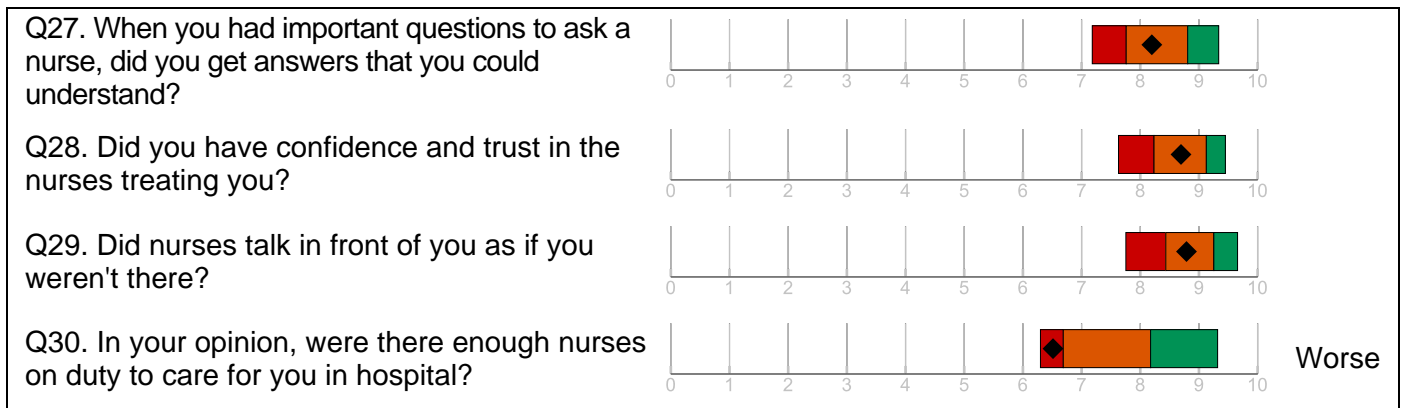 Q27. When you had important questions to ask a
nurse, did you get answers that you could
understand?
0 1 2 3 4 5 6 7 8 9 10
Q28. Did you have confidence and trust in the
nurses treating you?
0 1 2 3 4 5 6 7 8 9 10
Q29. Did nurses talk in front of you as if you
weren't there?
0 1 2 3 4 5 6 7 8 9 10
Q30. In your opinion, were there enough nurses
on duty to care for you in hospital?
0 1 2 3 4 5 6 7 8 9 10
Worse